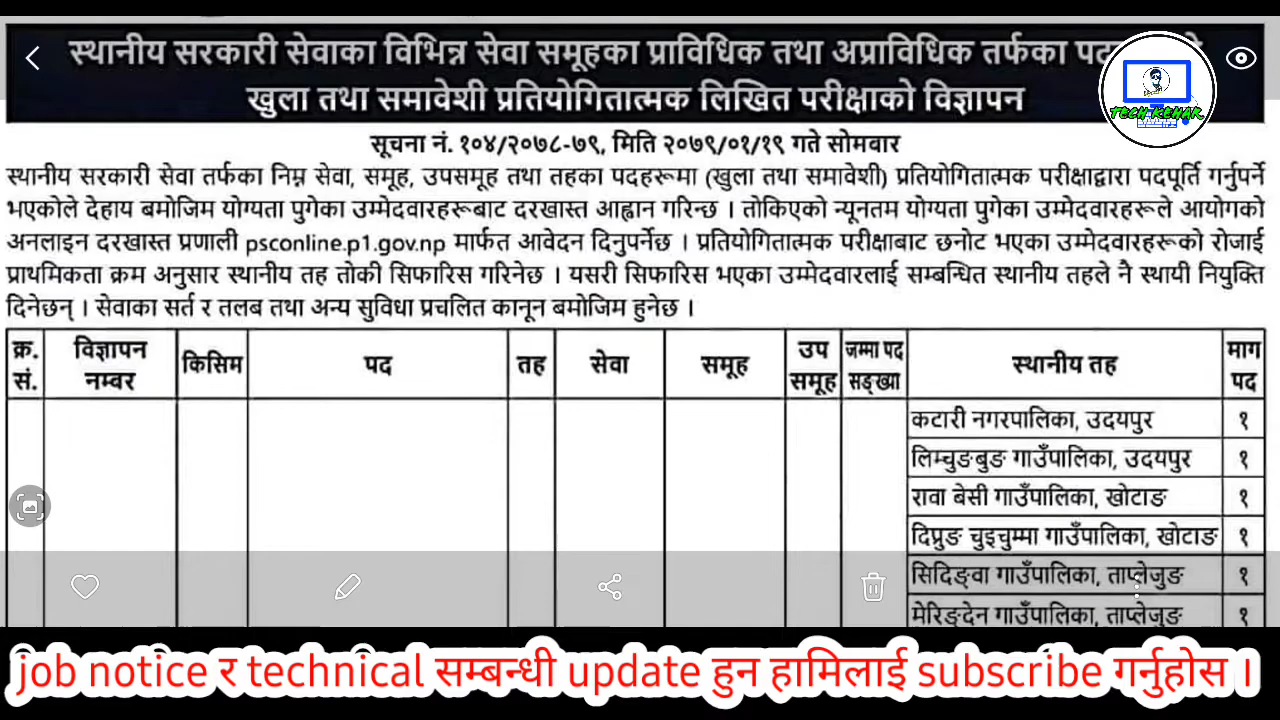 स्थानीय सरकारी सेवाका विभिन्न सेवा समूहका प्राविधिक तथा अप्राविधिक तर्फका
खुला तथा समावेशी प्रतियोगितात्मक लिखित परीक्षाको विज्ञापन
TECH KEHAR
सूचना नं. १०४/२०७८-७९, मिति २०७९/०१/१९ गते सोमवार
स्थानीय सरकारी सेवा तर्फका निम्न सेवा, समूह, उपसमूह तथा तहका पदहरूमा (खुला तथा समावेशी) प्रतियोगितात्मक परीक्षाद्वारा पदपूर्ति गर्नुपर्ने
भएकोले देहाय बमोजिम योग्यता पुगेका उम्मेदवारहरूबाट दरखास्त आह्वान गरिन्छ । तोकिएको न्यूनतम योग्यता पुगेका उम्मेदवारहरूले आयोगको
अनलाइन दरखास्त प्रणाली psconline.p1.gov.np मार्फत आवेदन दिनुपर्नेछ । प्रतियोगितात्मक परीक्षाबाट छनोट भएका उम्मेदवारहरूको रोजाई
प्राथमिकता क्रम अनुसार स्थानीय तह तोकी सिफारिस गरिनेछ । यसरी सिफारिस भएका उम्मेदवारलाई सम्बन्धित स्थानीय तहले नै स्थायी नियुक्ति
दिनेछन् । सेवाका सर्त र तलब तथा अन्य सुविधा प्रचलित कानून बमोजिम हुनेछ ।
क्र. सं. विज्ञापन नम्बर किसिम पद तह सेवा समूह उप समूह जम्मा पद सङ्ख्या स्थानीय तह माग पद
कटारी नगरपालिका, उदयपुर १
लिम्चुङबुङ गाउँपालिका, उदयपुर १
रावा बेसी गाउँपालिका, खोटाङ १
दिप्रुङ चुइचुम्मा गाउँपालिका, खोटाङ १
सिदिङ्वा गाउँपालिका, ताप्लेजुङ १
मेरिङ्देन गाउँपालिका, ताप्लेजुङ १
job notice र technical सम्बन्धी update हुन हामिलाई subscribe गर्नुहोस ।